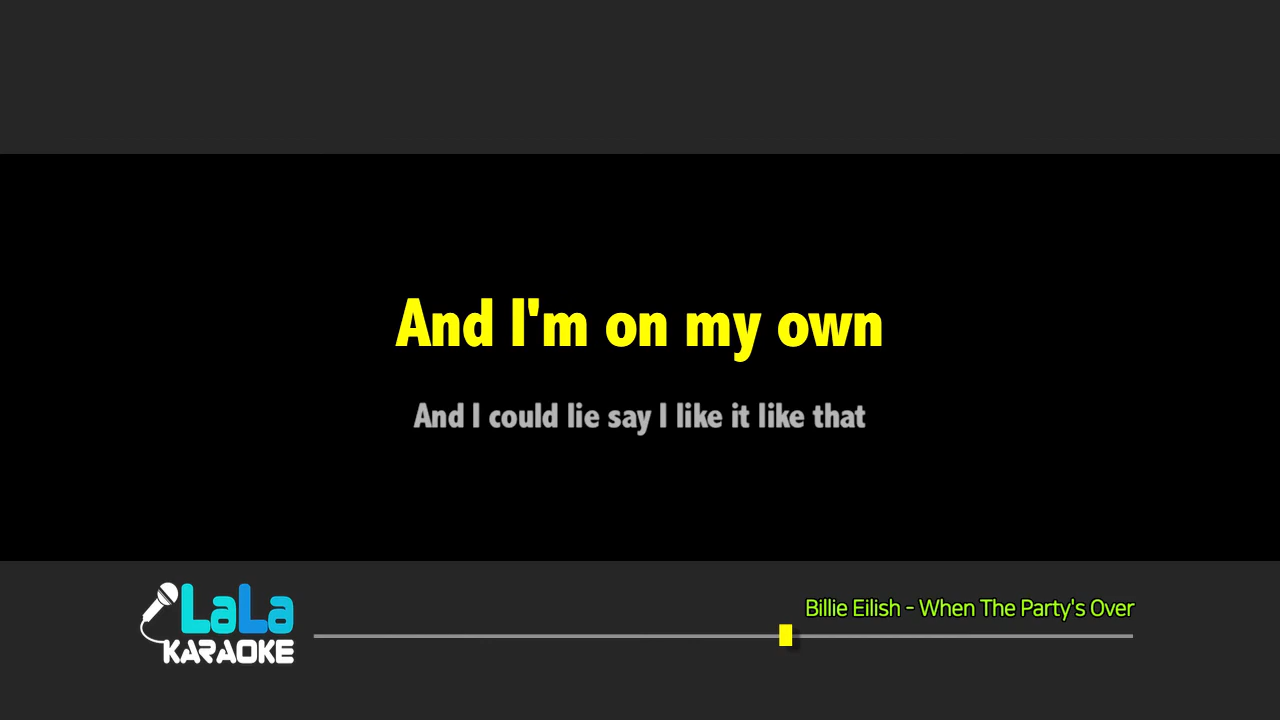 And I'm on my own
And I could lie say I like it like that
Billie Eilish - When The Party's Over
LaLa
KARAOKE